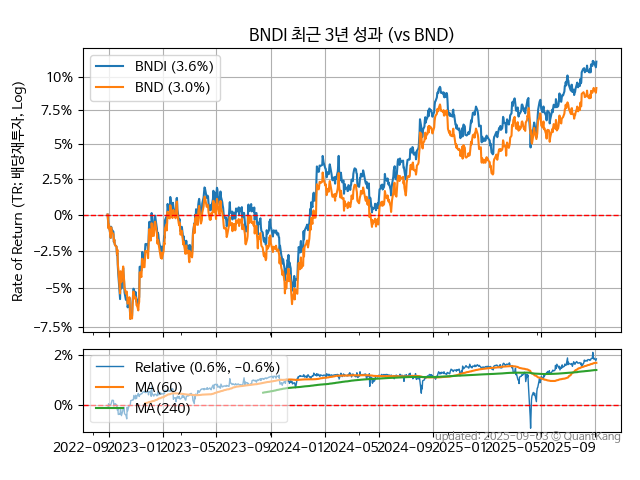 BNDI 최근 3년 성과 (vs BND)
Rate of Return (TR: 배당재투자, Log)
10%
7.5%
5%
2.5%
0%
−2.5%
−5%
−7.5%
BNDI (3.6%)
BND (3.0%)
2%
0%
Relative (0.6%, −0.6%)
MA(60)
MA(240)
updated: 2025-09-03 © QuantKang
2022-09
2023-01
2023-05
2023-09
2024-01
2024-05
2024-09
2025-01
2025-05
2025-09